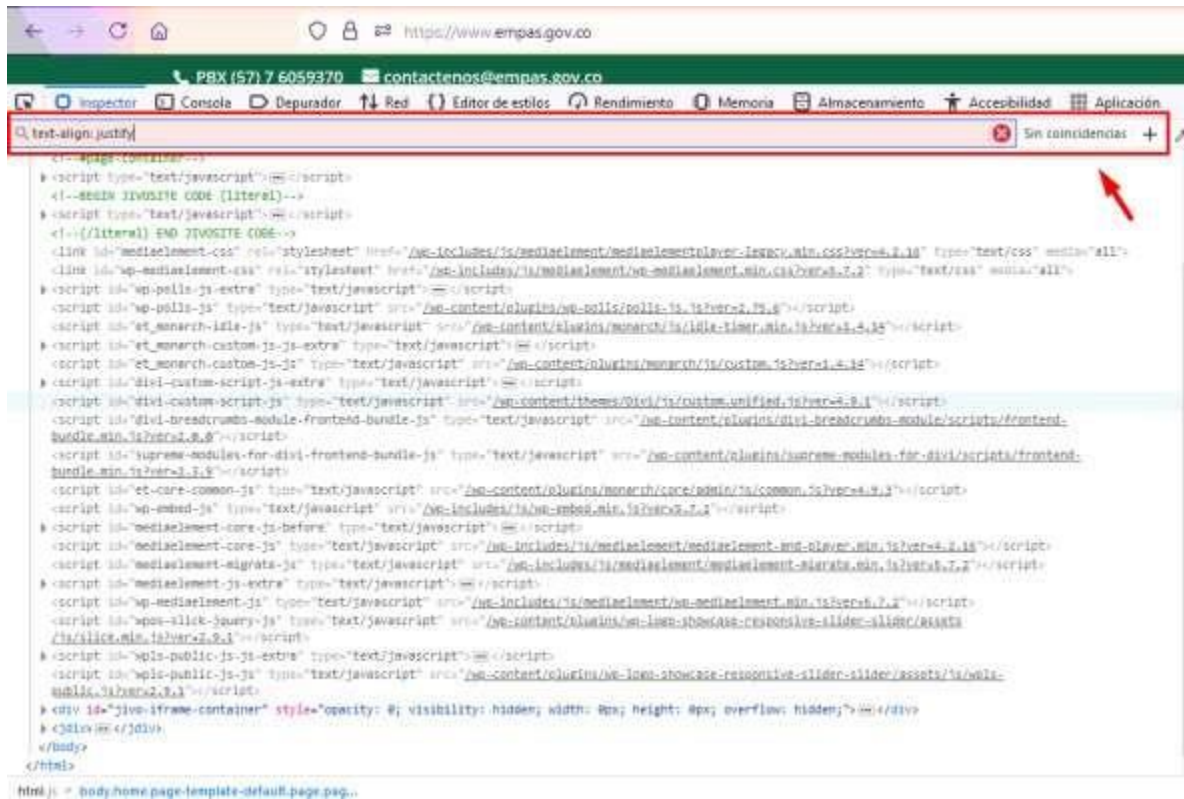 https://www.empas.gov.co
PBX (57) 7 6059370 contactenos@empas.gov.co
Inspector Consola Depurador Red Editor de estilos Rendimiento Memoria Almacenamiento Accesibilidad Aplicación
text-align: justify Sin coincidencias +
<!--#page-container-->
<script type="text/javascript"></script>
<!--BEGIN JIVOSITE CODE {literal}-->
<script type="text/javascript"></script>
<!--{/literal} END JIVOSITE CODE-->
<link id="mediaelement-css" rel="stylesheet" href="/wp-includes/js/mediaelement/mediaelementplayer-legacy.min.css?ver=4.2.16" type="text/css" media="all">
<link id="wp-mediaelement-css" rel="stylesheet" href="/wp-includes/js/mediaelement/wp-mediaelement.min.css?ver=5.7.2" type="text/css" media="all">
<script id="wp-polls-js-extra" type="text/javascript"></script>
<script id="wp-polls-js" type="text/javascript" src="/wp-content/plugins/wp-polls/polls-js.js?ver=2.75.6"></script>
<script id="et_monarch-idle-js" type="text/javascript" src="/wp-content/plugins/monarch/js/idle-timer.min.js?ver=1.4.14"></script>
<script id="et_monarch-custom-js-js-extra" type="text/javascript"></script>
<script id="et_monarch-custom-js-js" type="text/javascript" src="/wp-content/plugins/monarch/js/custom.js?ver=1.4.14"></script>
<script id="divi-custom-script-js-extra" type="text/javascript"></script>
<script id="divi-custom-script-js" type="text/javascript" src="/wp-content/themes/Divi/js/custom.unified.js?ver=4.9.1"></script>
<script id="divi-breadcrumbs-module-frontend-bundle-js" type="text/javascript" src="/wp-content/plugins/divi-breadcrumbs-module/scripts/frontend-
bundle.min.js?ver=1.0.0"></script>
<script id="supreme-modules-for-divi-frontend-bundle-js" type="text/javascript" src="/wp-content/plugins/supreme-modules-for-divi/scripts/frontend-
bundle.min.js?ver=2.3.9"></script>
<script id="et-core-common-js" type="text/javascript" src="/wp-content/plugins/monarch/core/admin/js/common.js?ver=4.9.3"></script>
<script id="wp-embed-js" type="text/javascript" src="/wp-includes/js/wp-embed.min.js?ver=5.7.2"></script>
<script id="mediaelement-core-js-before" type="text/javascript"></script>
<script id="mediaelement-core-js" type="text/javascript" src="/wp-includes/js/mediaelement/mediaelement-and-player.min.js?ver=4.2.16"></script>
<script id="mediaelement-migrate-js" type="text/javascript" src="/wp-includes/js/mediaelement/mediaelement-migrate.min.js?ver=5.7.2"></script>
<script id="mediaelement-js-extra" type="text/javascript"></script>
<script id="wp-mediaelement-js" type="text/javascript" src="/wp-includes/js/mediaelement/wp-mediaelement.min.js?ver=5.7.2"></script>
<script id="wpos-slick-jquery-js" type="text/javascript" src="/wp-content/plugins/wp-logo-showcase-responsive-slider-slider/assets
/js/slick.min.js?ver=2.9.1"></script>
<script id="wpls-public-js-js-extra" type="text/javascript"></script>
<script id="wpls-public-js-js" type="text/javascript" src="/wp-content/plugins/wp-logo-showcase-responsive-slider-slider/assets/js/wpls-
public.js?ver=2.9.1"></script>
<div id="jivo-iframe-container" style="opacity: 0; visibility: hidden; width: 0px; height: 0px; overflow: hidden;"></div>
<jdiv></jdiv>
</body>
</html>
html.js > body.home.page-template-default.page.pag...